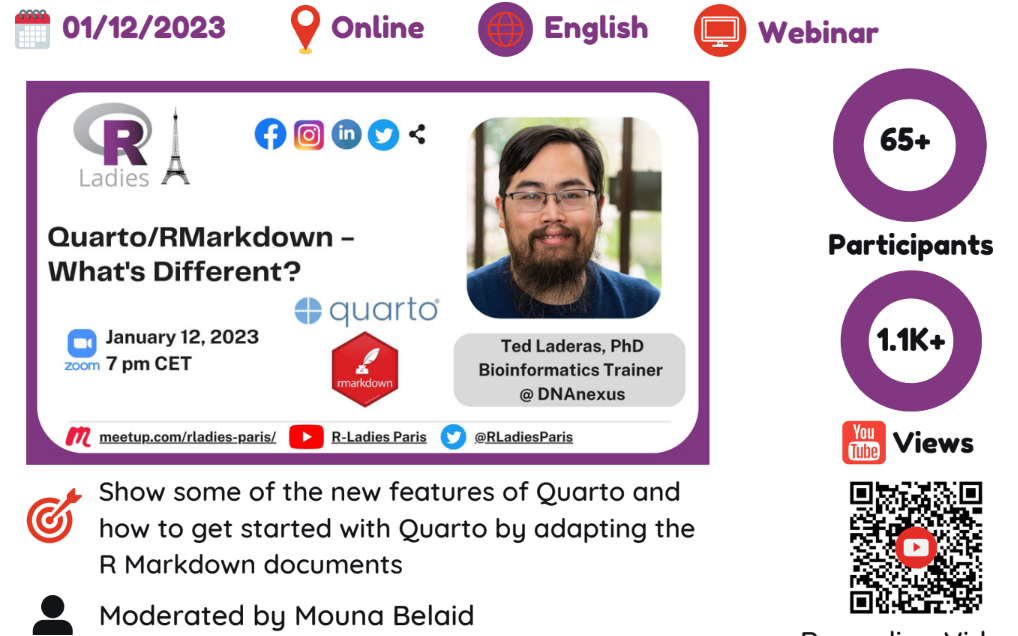 01/12/2023
Online
English
Webinar
R
Ladies
Quarto/RMarkdown –
What's Different?
quarto
January 12, 2023
7 pm CET
zoom
rmarkdown
Ted Laderas, PhD
Bioinformatics Trainer
@ DNAnexus
meetup.com/rladies-paris/
R-Ladies Paris
@RLadiesParis
65+
Participants
1.1K+
You
Tube
Views
Show some of the new features of Quarto and
how to get started with Quarto by adapting the
R Markdown documents
Moderated by Mouna Belaid